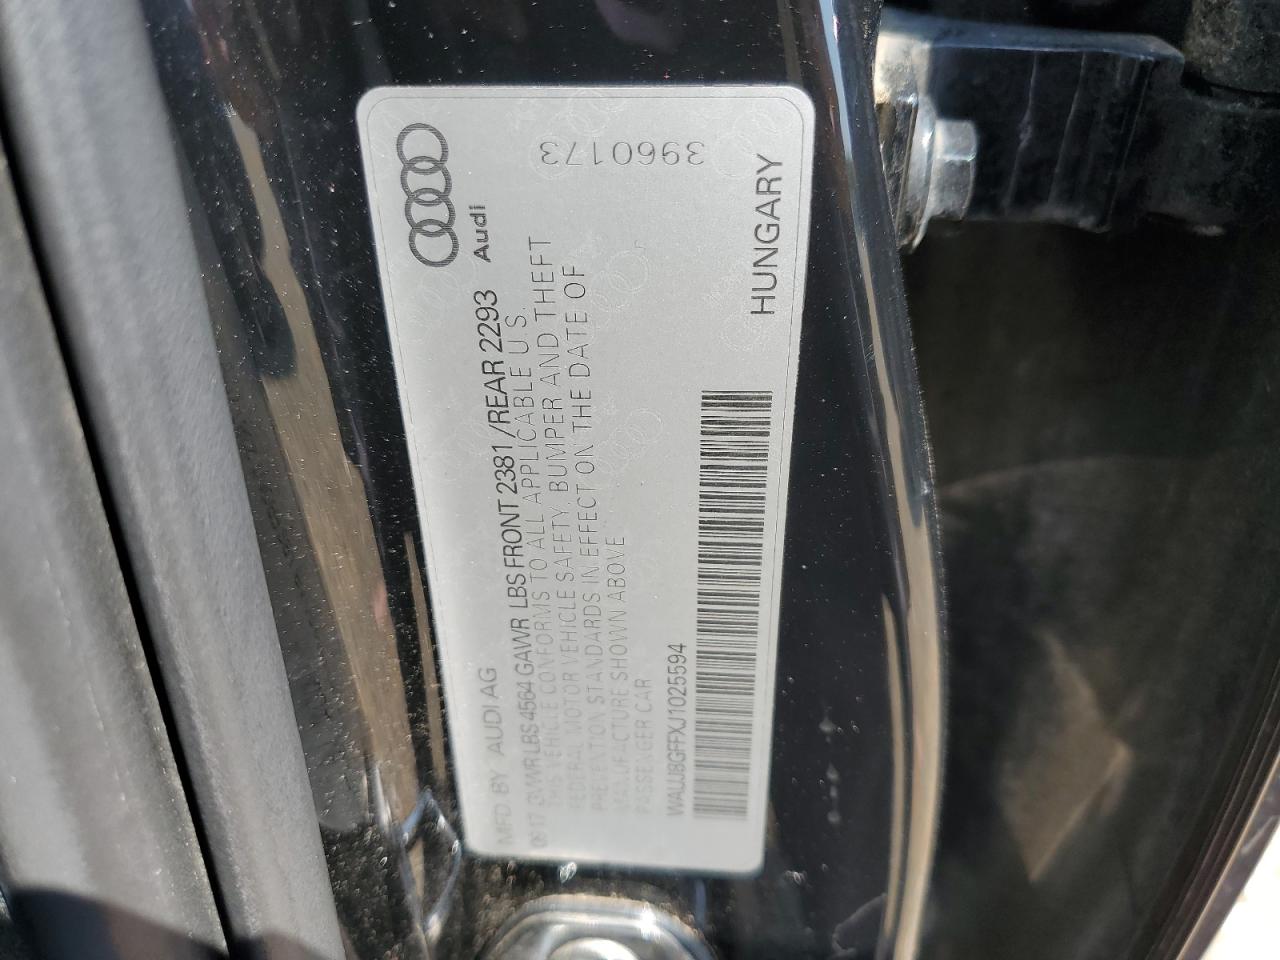 Audi
3960173
MFD BY AUDI AG
08 17 GVWR LBS 4564 GAWR LBS FRONT 2381/REAR 2293
THIS VEHICLE CONFORMS TO ALL APPLICABLE U.S.
FEDERAL MOTOR VEHICLE SAFETY BUMPER AND THEFT
PREVENTION STANDARDS IN EFFECT ON THE DATE OF
MANUFACTURE SHOWN ABOVE
PASSENGER CAR
WAUJ8GFFXJ1025594
HUNGARY